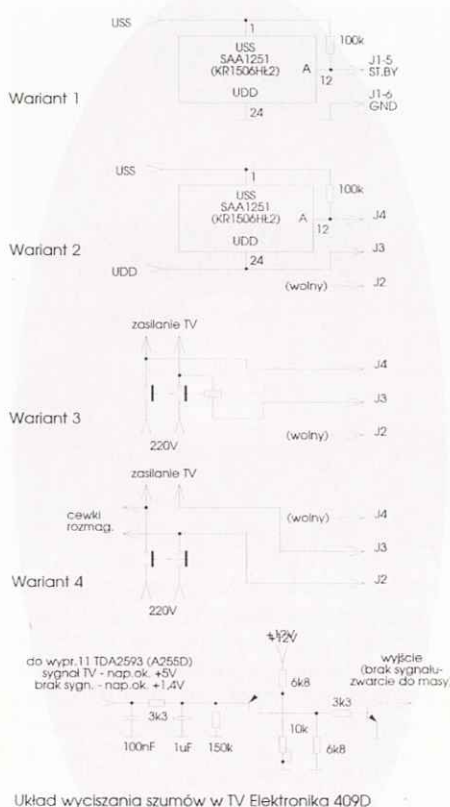 USS
1
USS
SAA1251
(KR1506HŁ2)
A
12
100k
J1-5
ST.BY
J1-6
GND
UDD
24
Wariant 1
USS
1
USS
SAA1251
(KR1506HŁ2)
A
12
100k
J4
UDD
24
J3
Wariant 2
UDD
(wolny)
J2
zasilanie TV
J4
J3
Wariant 3
(wolny)
J2
220V
zasilanie TV
(wolny)
J4
cewki
rozmag.
J3
Wariant 4
J2
220V
do wypr.11 TDA2593 (A255D)
sygnał TV - nap.ok. +5V
brak sygn. - nap.ok. +1,4V
+12V
wyjście
(brak sygnału-
zwarcie do masy)
6k8
3k3
3k3
10k
100nF
1uF
150k
6k8
Układ wyciszania szumów w TV Elektronika 409D